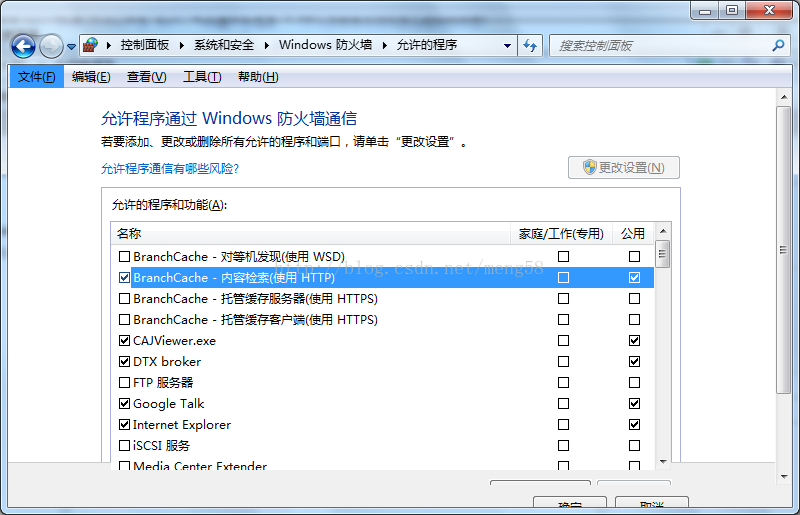 控制面板 系统和安全 Windows 防火墙 允许的程序 搜索控制面板
文件(F) 编辑(E) 查看(V) 工具(T) 帮助(H)
允许程序通过 Windows 防火墙通信
若要添加、更改或删除所有允许的程序和端口，请单击“更改设置”。
允许程序通信有哪些风险? 更改设置(N)
允许的程序和功能(A):
名称 家庭/工作(专用) 公用
BranchCache - 对等机发现(使用 WSD)
http://blog.csdn.net/meng58
BranchCache - 内容检索(使用 HTTP)
BranchCache - 托管缓存服务器(使用 HTTPS)
BranchCache - 托管缓存客户端(使用 HTTPS)
CAJViewer.exe
DTX broker
FTP 服务器
Google Talk
Internet Explorer
iSCSI 服务
Media Center Extender
确定 取消